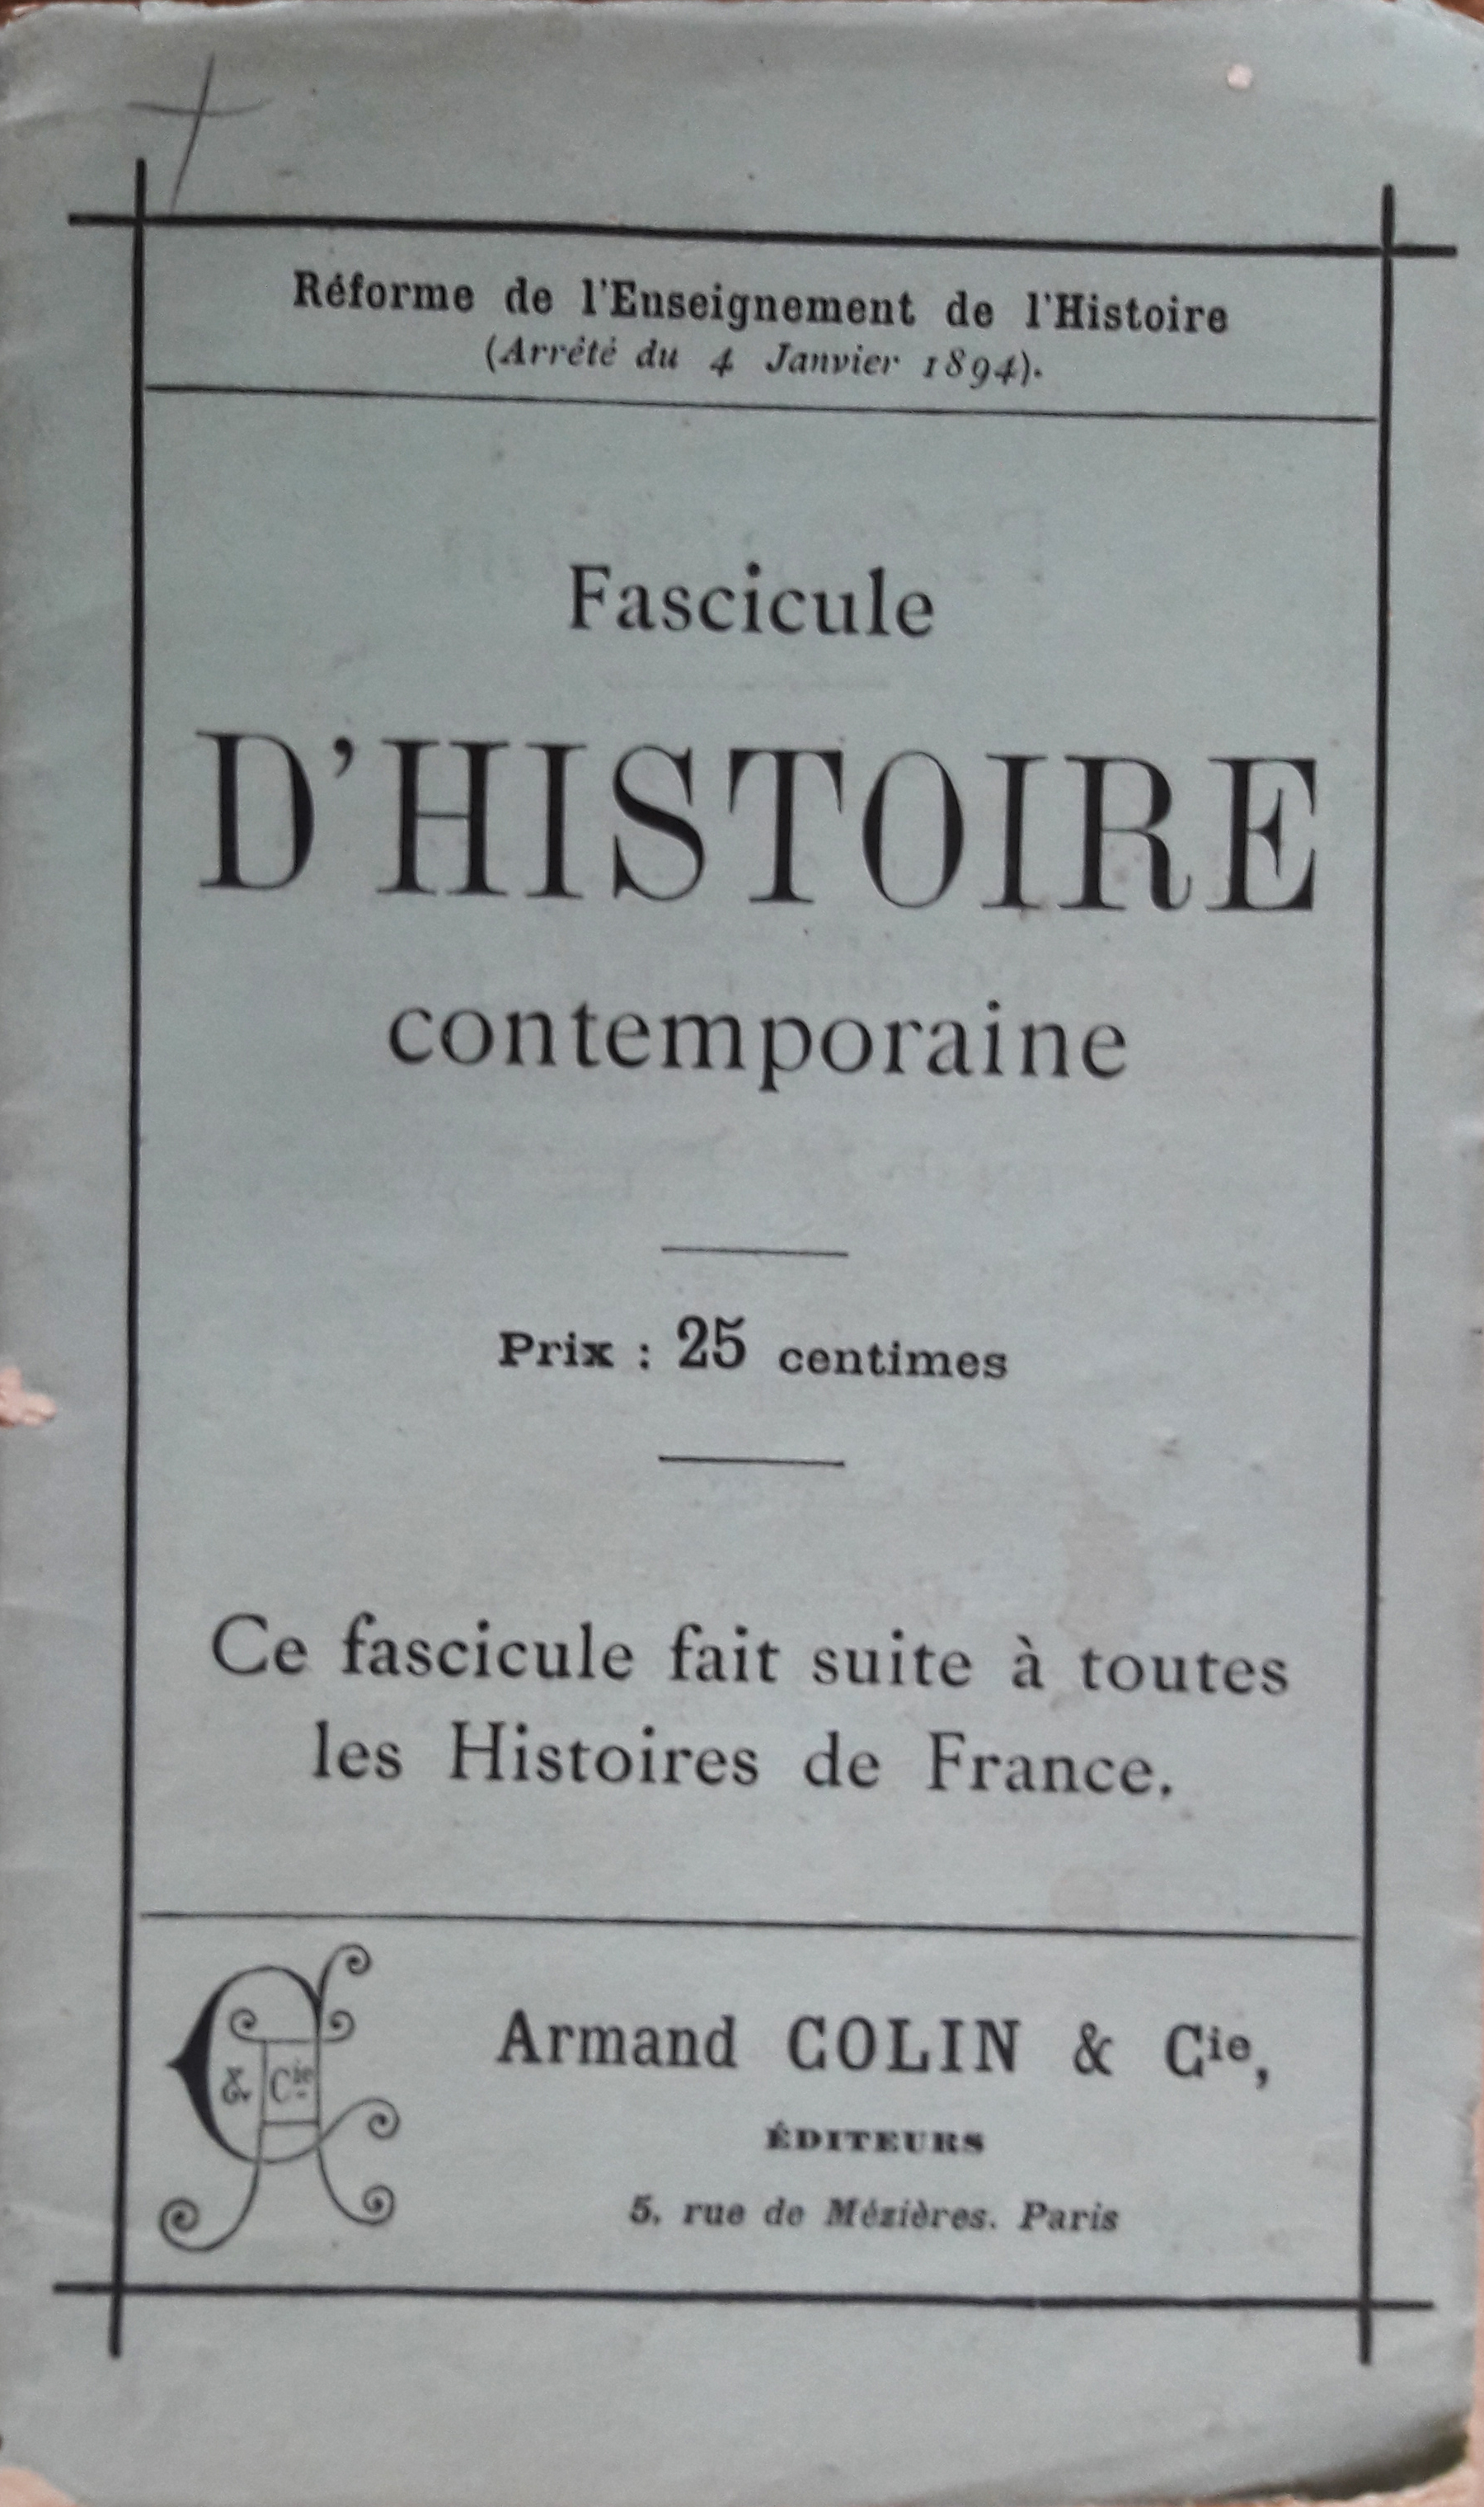 Réforme de l'Enseignement de l'Histoire
(Arrêté du 4 Janvier 1894).
Fascicule
D'HISTOIRE
contemporaine
Prix : 25 centimes
Ce fascicule fait suite à toutes
les Histoires de France.
& Cie
Armand COLIN & Cie,
ÉDITEURS
5, rue de Mézières. Paris